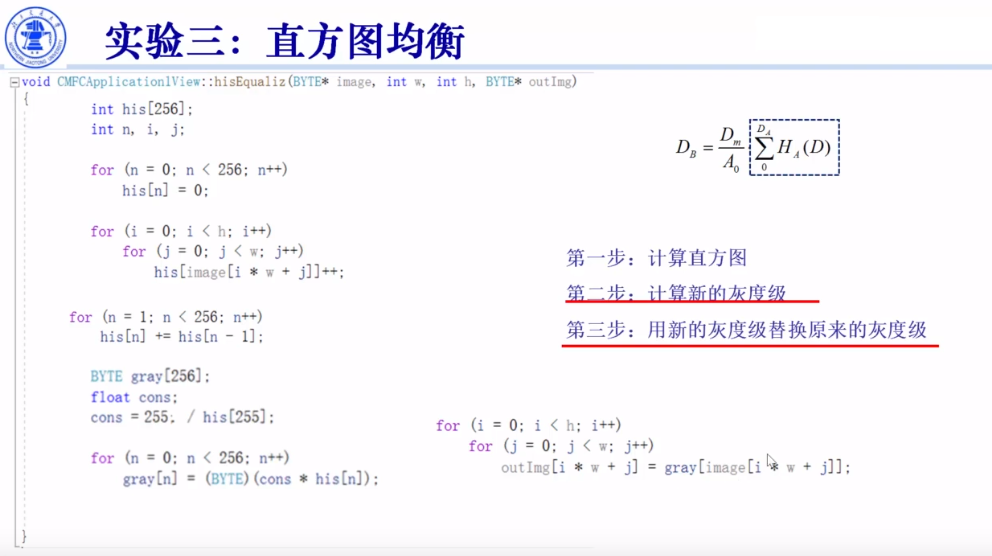 实验三：直方图均衡
void CMFCApplication1View::hisEqualiz(BYTE* image, int w, int h, BYTE* outImg)
{
int his[256];
int n, i, j;
for (n = 0; n < 256; n++)
his[n] = 0;
for (i = 0; i < h; i++)
for (j = 0; j < w; j++)
his[image[i * w + j]]++;
for (n = 1; n < 256; n++)
his[n] += his[n - 1];
BYTE gray[256];
float cons;
cons = 255. / his[255];
for (n = 0; n < 256; n++)
gray[n] = (BYTE)(cons * his[n]);
}
D_B = D_m / A_0 ∑_0^{D_A} H_A(D)
第一步：计算直方图
第二步：计算新的灰度级
第三步：用新的灰度级替换原来的灰度级
for (i = 0; i < h; i++)
for (j = 0; j < w; j++)
outImg[i * w + j] = gray[image[i * w + j]];